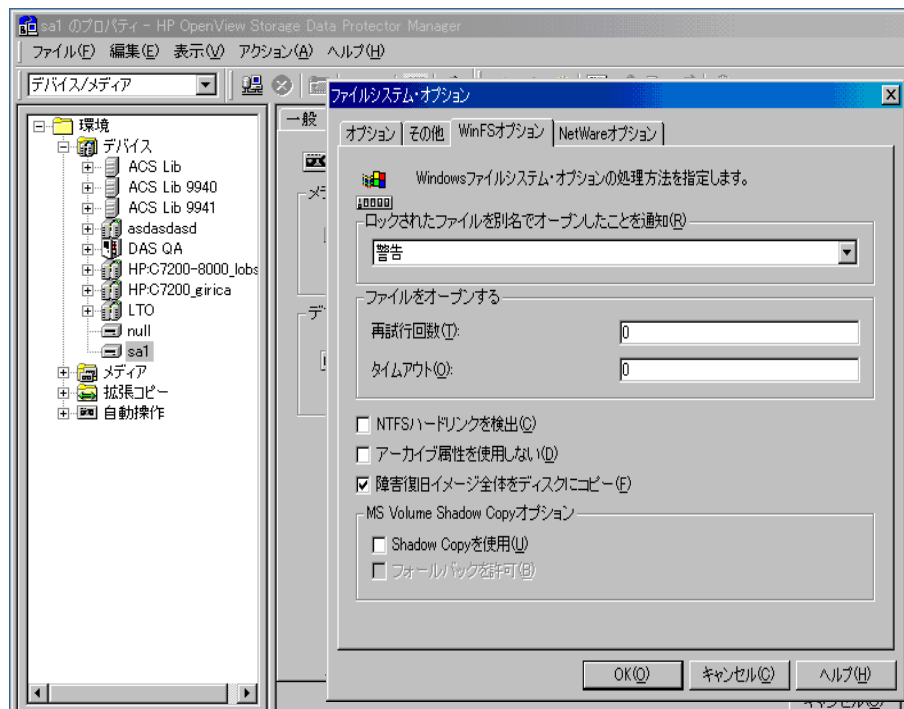 sa1 のプロパティ - HP OpenView Storage Data Protector Manager
ファイル(F) 編集(E) 表示(V) アクション(A) ヘルプ(H)
デバイス/メディア
環境
デバイス
ACS Lib
ACS Lib 9940
ACS Lib 9941
asdasdasd
DAS QA
HP:C7200-8000_lobs
HP:C7200_girica
LTO
null
sa1
メディア
拡張コピー
自動操作
一般
ファイルシステム・オプション
オプション その他 WinFSオプション NetWareオプション
Windowsファイルシステム・オプションの処理方法を指定します。
ロックされたファイルを別名でオープンしたことを通知(R)
警告
ファイルをオープンする
再試行回数(T): 0
タイムアウト(O): 0
NTFSハードリンクを検出(C)
アーカイブ属性を使用しない(D)
障害復旧イメージ全体をディスクにコピー(F)
MS Volume Shadow Copyオプション
Shadow Copyを使用(U)
フォールバックを許可(B)
OK(O) キャンセル(C) ヘルプ(H)